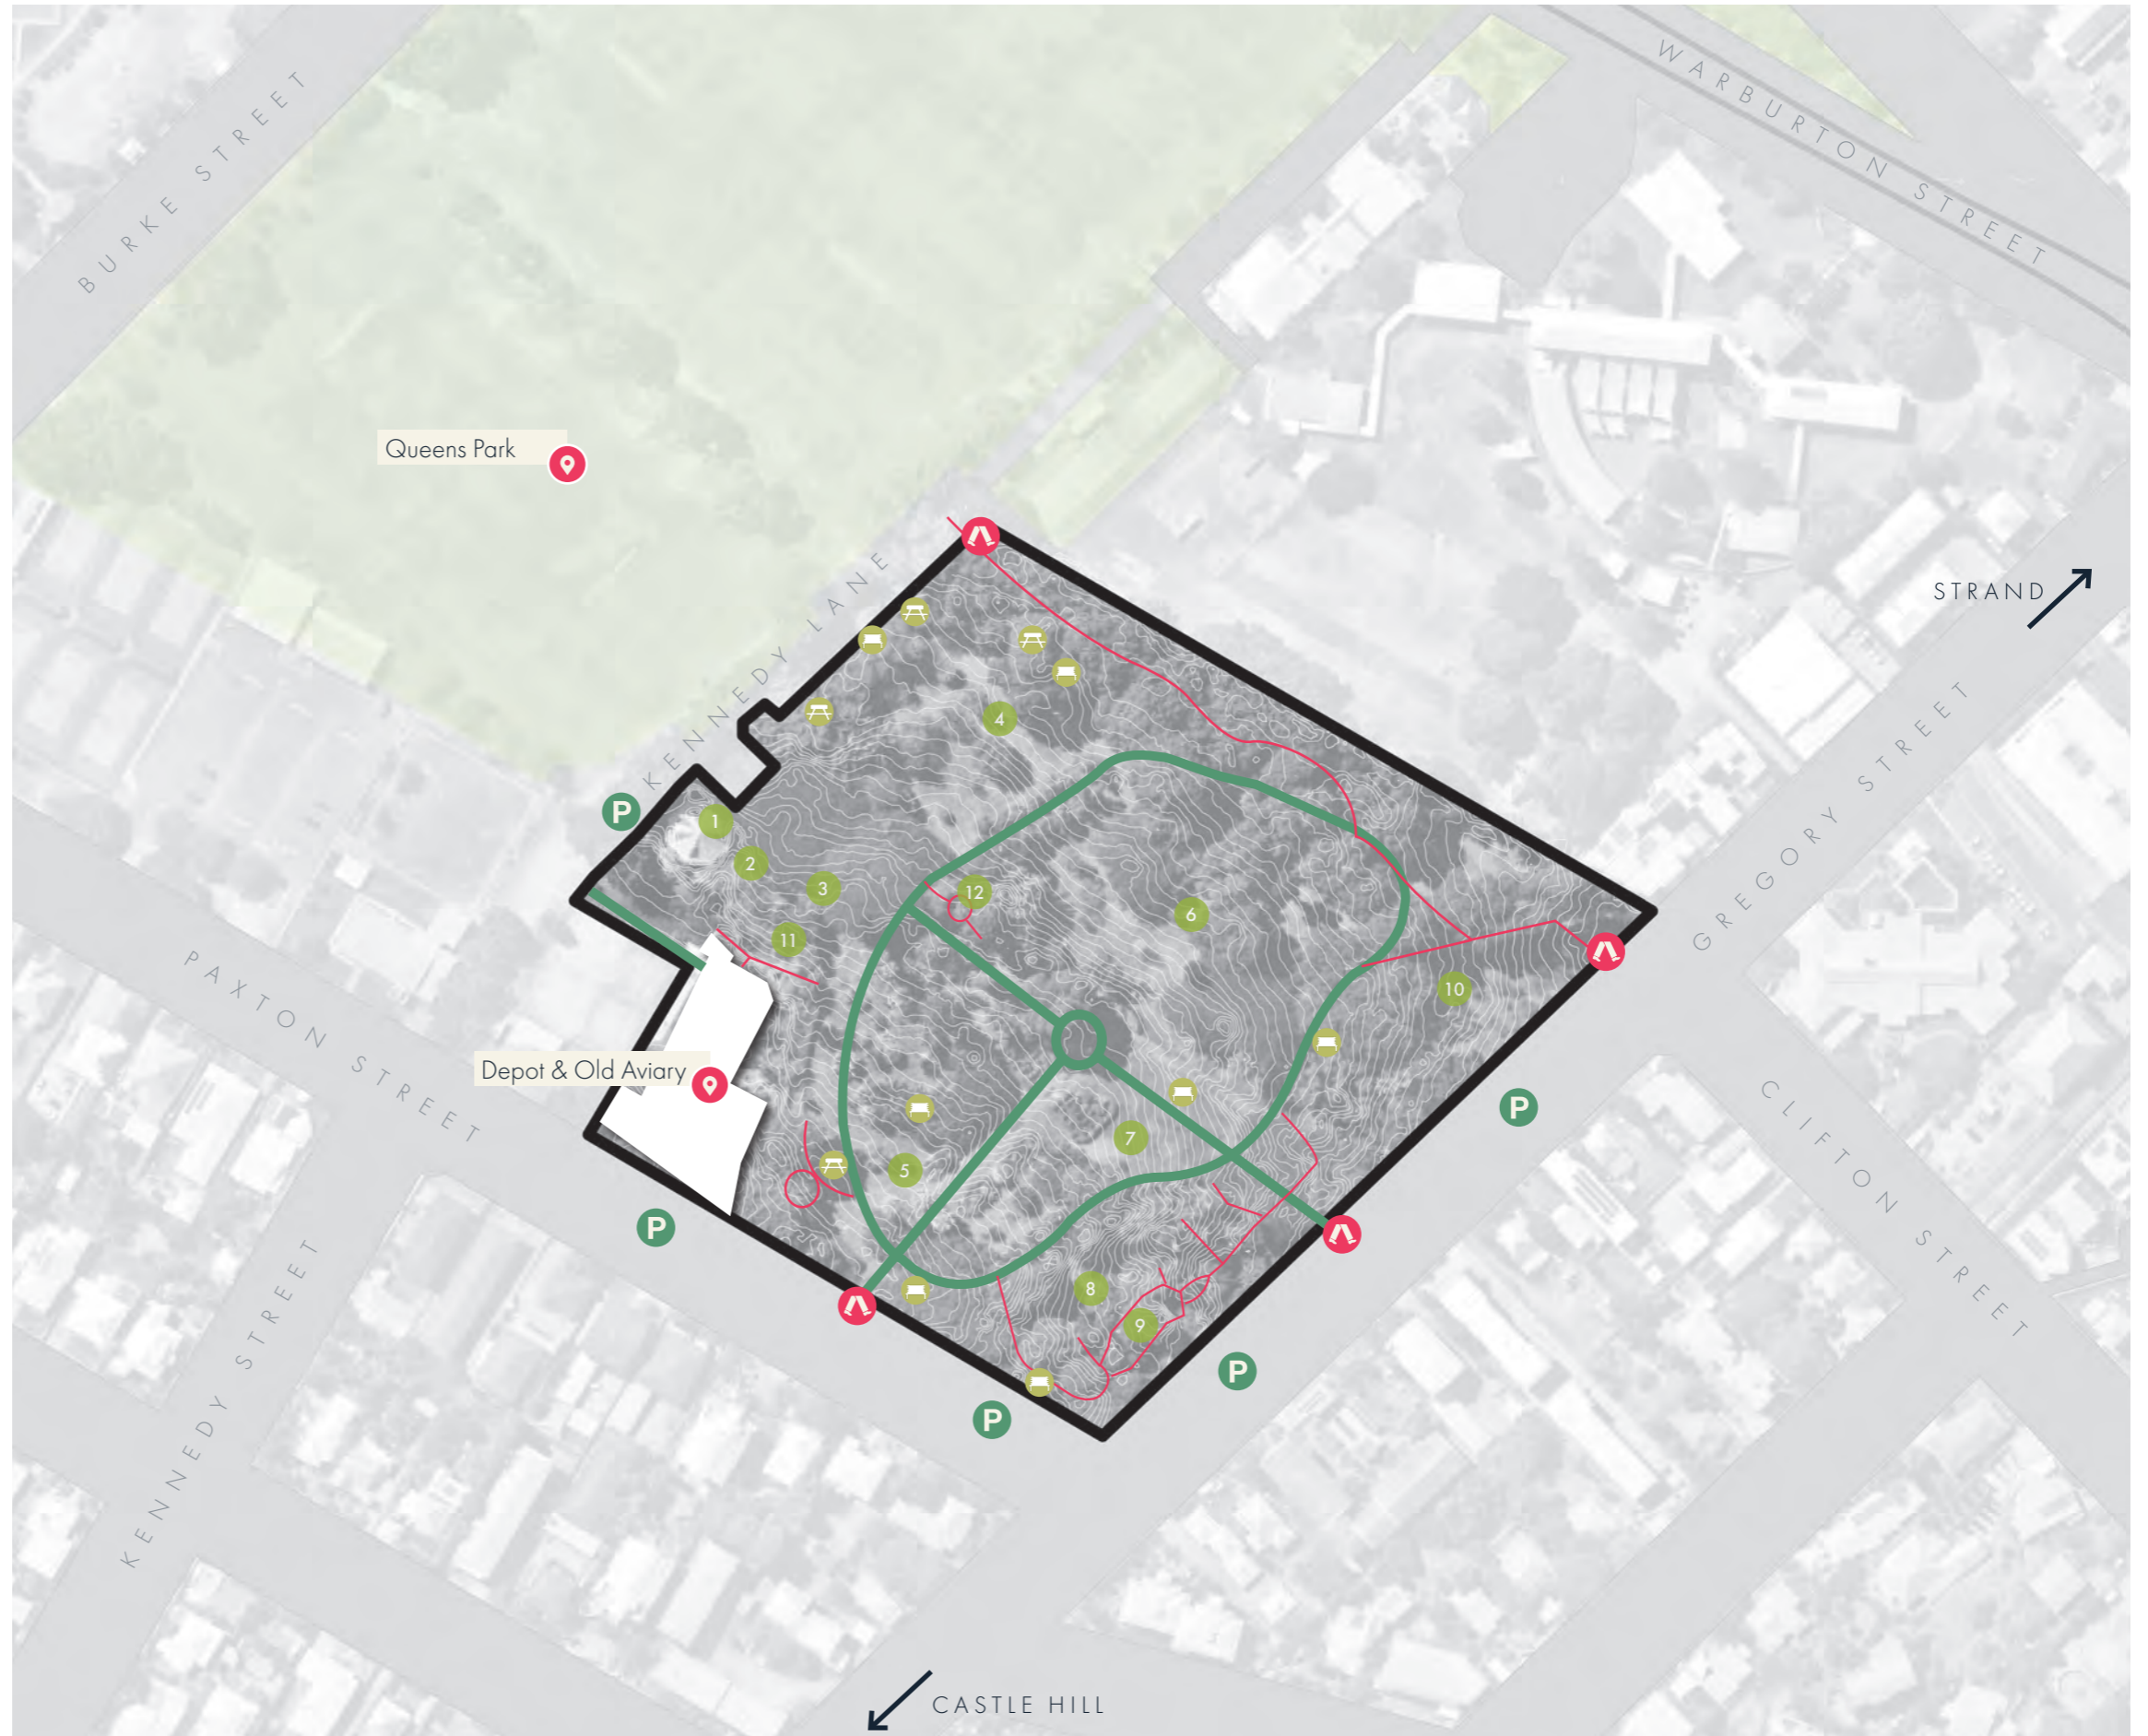 WARBURTON STREET
BURKE STREET
Queens Park
STRAND
KENNEDY LANE
GREGORY STREET
4
P
1
2
3
12
11
6
10
PAXTON STREET
Depot & Old Aviary
P
7
5
CLIFTON STREET
P
KENNEDY STREET
8
9
P
P
CASTLE HILL